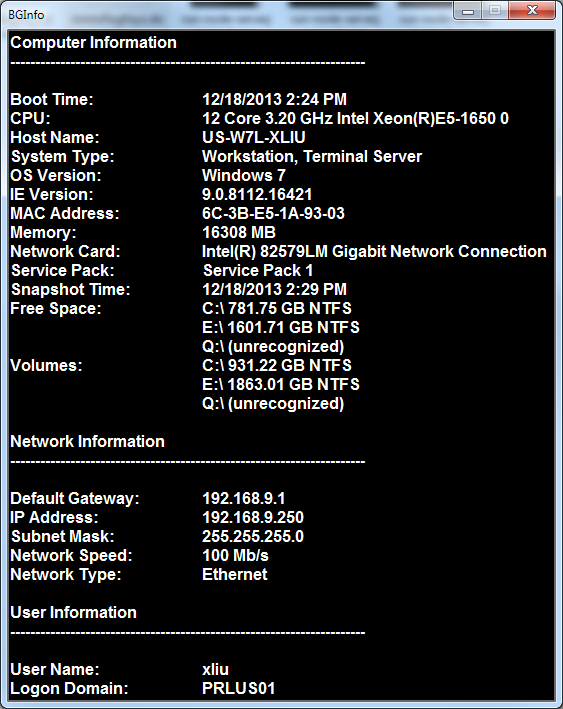 BGInfo
Computer Information
-----------------------------------------------------------------------
Boot Time: 12/18/2013 2:24 PM
CPU: 12 Core 3.20 GHz Intel Xeon(R)E5-1650 0
Host Name: US-W7L-XLIU
System Type: Workstation, Terminal Server
OS Version: Windows 7
IE Version: 9.0.8112.16421
MAC Address: 6C-3B-E5-1A-93-03
Memory: 16308 MB
Network Card: Intel(R) 82579LM Gigabit Network Connection
Service Pack: Service Pack 1
Snapshot Time: 12/18/2013 2:29 PM
Free Space: C:\ 781.75 GB NTFS
E:\ 1601.71 GB NTFS
Q:\ (unrecognized)
Volumes: C:\ 931.22 GB NTFS
E:\ 1863.01 GB NTFS
Q:\ (unrecognized)
Network Information
-----------------------------------------------------------------------
Default Gateway: 192.168.9.1
IP Address: 192.168.9.250
Subnet Mask: 255.255.255.0
Network Speed: 100 Mb/s
Network Type: Ethernet
User Information
-----------------------------------------------------------------------
User Name: xliu
Logon Domain: PRLUS01